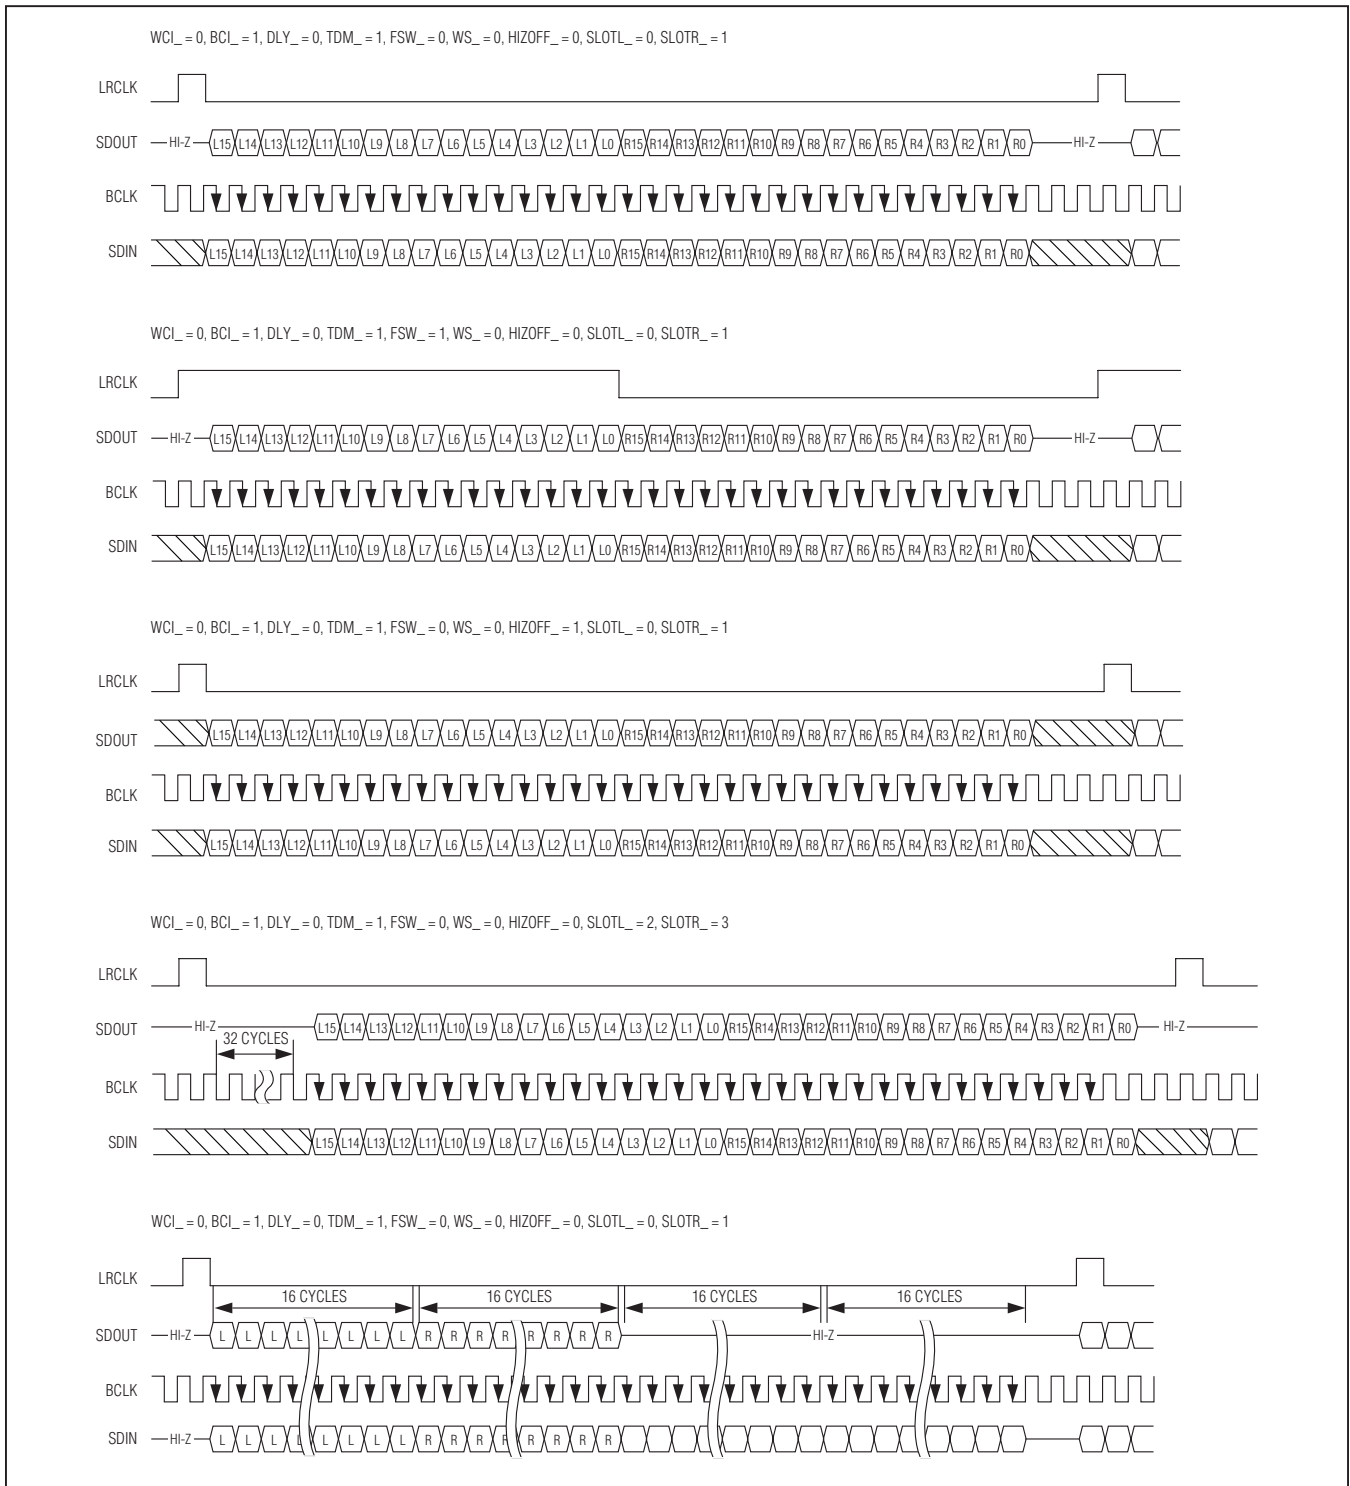 WCI_ = 0, BCI_ = 1, DLY_ = 0, TDM_ = 1, FSW_ = 0, WS_ = 0, HIZOFF_ = 0, SLOTL_ = 0, SLOTR_ = 1
LRCLK
SDOUT HI-Z L15 L14 L13 L12 L11 L10 L9 L8 L7 L6 L5 L4 L3 L2 L1 L0 R15 R14 R13 R12 R11 R10 R9 R8 R7 R6 R5 R4 R3 R2 R1 R0 HI-Z
BCLK
SDIN L15 L14 L13 L12 L11 L10 L9 L8 L7 L6 L5 L4 L3 L2 L1 L0 R15 R14 R13 R12 R11 R10 R9 R8 R7 R6 R5 R4 R3 R2 R1 R0
WCI_ = 0, BCI_ = 1, DLY_ = 0, TDM_ = 1, FSW_ = 1, WS_ = 0, HIZOFF_ = 0, SLOTL_ = 0, SLOTR_ = 1
LRCLK
SDOUT HI-Z L15 L14 L13 L12 L11 L10 L9 L8 L7 L6 L5 L4 L3 L2 L1 L0 R15 R14 R13 R12 R11 R10 R9 R8 R7 R6 R5 R4 R3 R2 R1 R0 HI-Z
BCLK
SDIN L15 L14 L13 L12 L11 L10 L9 L8 L7 L6 L5 L4 L3 L2 L1 L0 R15 R14 R13 R12 R11 R10 R9 R8 R7 R6 R5 R4 R3 R2 R1 R0
WCI_ = 0, BCI_ = 1, DLY_ = 0, TDM_ = 1, FSW_ = 0, WS_ = 0, HIZOFF_ = 1, SLOTL_ = 0, SLOTR_ = 1
LRCLK
SDOUT L15 L14 L13 L12 L11 L10 L9 L8 L7 L6 L5 L4 L3 L2 L1 L0 R15 R14 R13 R12 R11 R10 R9 R8 R7 R6 R5 R4 R3 R2 R1 R0
BCLK
SDIN L15 L14 L13 L12 L11 L10 L9 L8 L7 L6 L5 L4 L3 L2 L1 L0 R15 R14 R13 R12 R11 R10 R9 R8 R7 R6 R5 R4 R3 R2 R1 R0
WCI_ = 0, BCI_ = 1, DLY_ = 0, TDM_ = 1, FSW_ = 0, WS_ = 0, HIZOFF_ = 0, SLOTL_ = 2, SLOTR_ = 3
LRCLK
SDOUT HI-Z L15 L14 L13 L12 L11 L10 L9 L8 L7 L6 L5 L4 L3 L2 L1 L0 R15 R14 R13 R12 R11 R10 R9 R8 R7 R6 R5 R4 R3 R2 R1 R0 HI-Z
32 CYCLES
BCLK
SDIN L15 L14 L13 L12 L11 L10 L9 L8 L7 L6 L5 L4 L3 L2 L1 L0 R15 R14 R13 R12 R11 R10 R9 R8 R7 R6 R5 R4 R3 R2 R1 R0
WCI_ = 0, BCI_ = 1, DLY_ = 0, TDM_ = 1, FSW_ = 0, WS_ = 0, HIZOFF_ = 0, SLOTL_ = 0, SLOTR_ = 1
LRCLK
16 CYCLES 16 CYCLES 16 CYCLES 16 CYCLES
SDOUT HI-Z L L L L L L L L R R R R R R R R HI-Z
BCLK
SDIN HI-Z L L L L L L L L R R R R R R R R